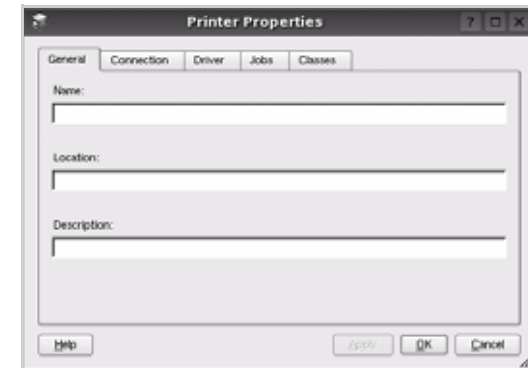 Printer Properties
General Connection Driver Jobs Classes
Name:
Location:
Description:
Help Apply OK Cancel